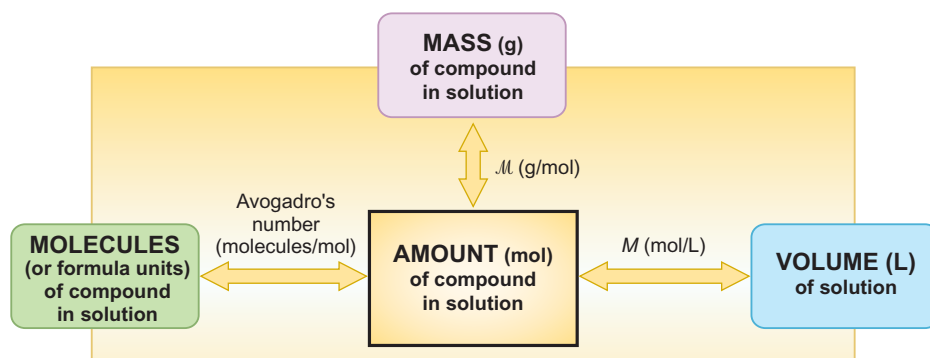 MASS (g)
of compound
in solution
ℳ (g/mol)
Avogadro's
number
(molecules/mol)
MOLECULES
(or formula units)
of compound
in solution
AMOUNT (mol)
of compound
in solution
M (mol/L)
VOLUME (L)
of solution